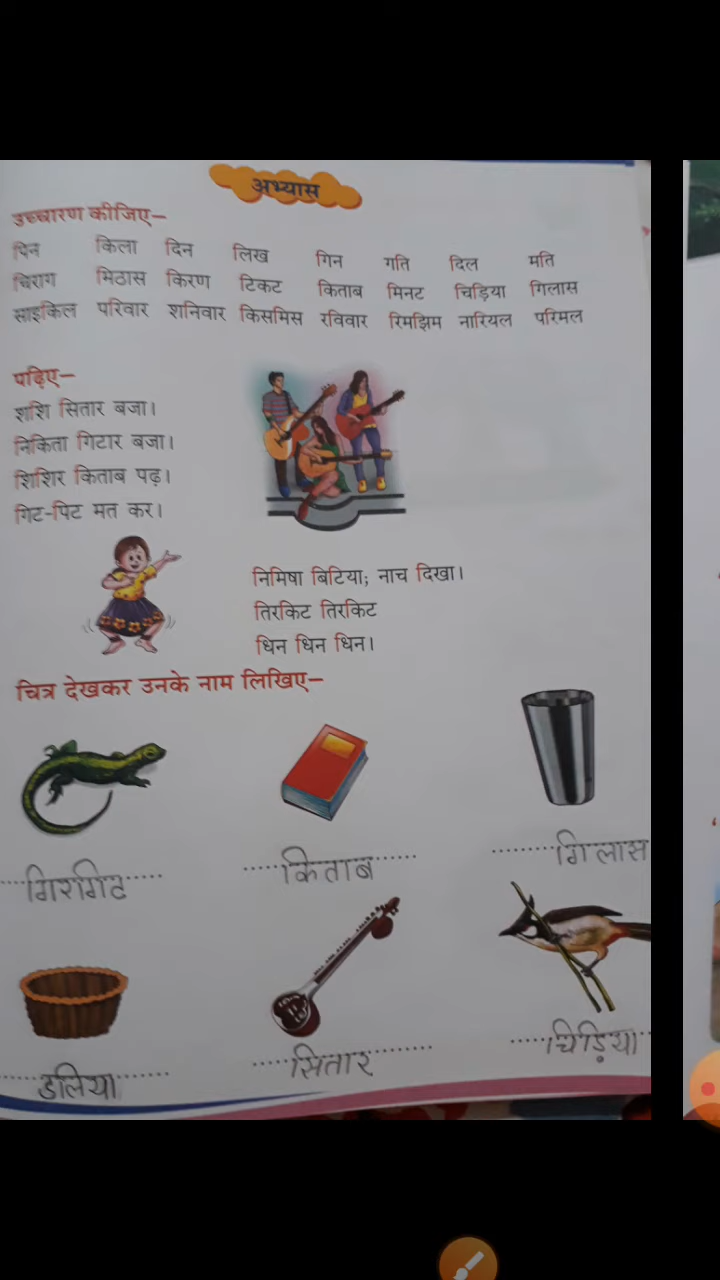 अभ्यास
उच्चारण कीजिए–
पिन किला दिन लिख गिन गति दिल मति
चिराग मिठास किरण टिकट किताब मिनट चिड़िया गिलास
साइकिल परिवार शनिवार किसमिस रविवार रिमझिम नारियल परिमल
पढ़िए–
शशि सितार बजा।
निकिता गिटार बजा।
शिशिर किताब पढ़।
गिट-पिट मत कर।
निमिषा बिटिया; नाच दिखा।
तिरकिट तिरकिट
धिन धिन धिन।
चित्र देखकर उनके नाम लिखिए–
गिरगिट किताब गिलास
डलिया सितार चिड़िया